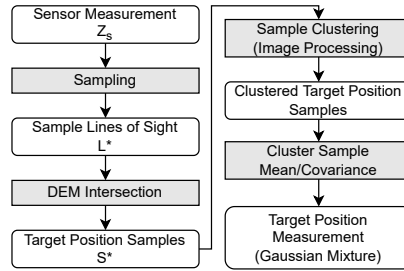 Sensor Measurement
Zs
Sampling
Sample Lines of Sight
L*
DEM Intersection
Target Position Samples
S*
Sample Clustering
(Image Processing)
Clustered Target Position
Samples
Cluster Sample
Mean/Covariance
Target Position
Measurement
(Gaussian Mixture)